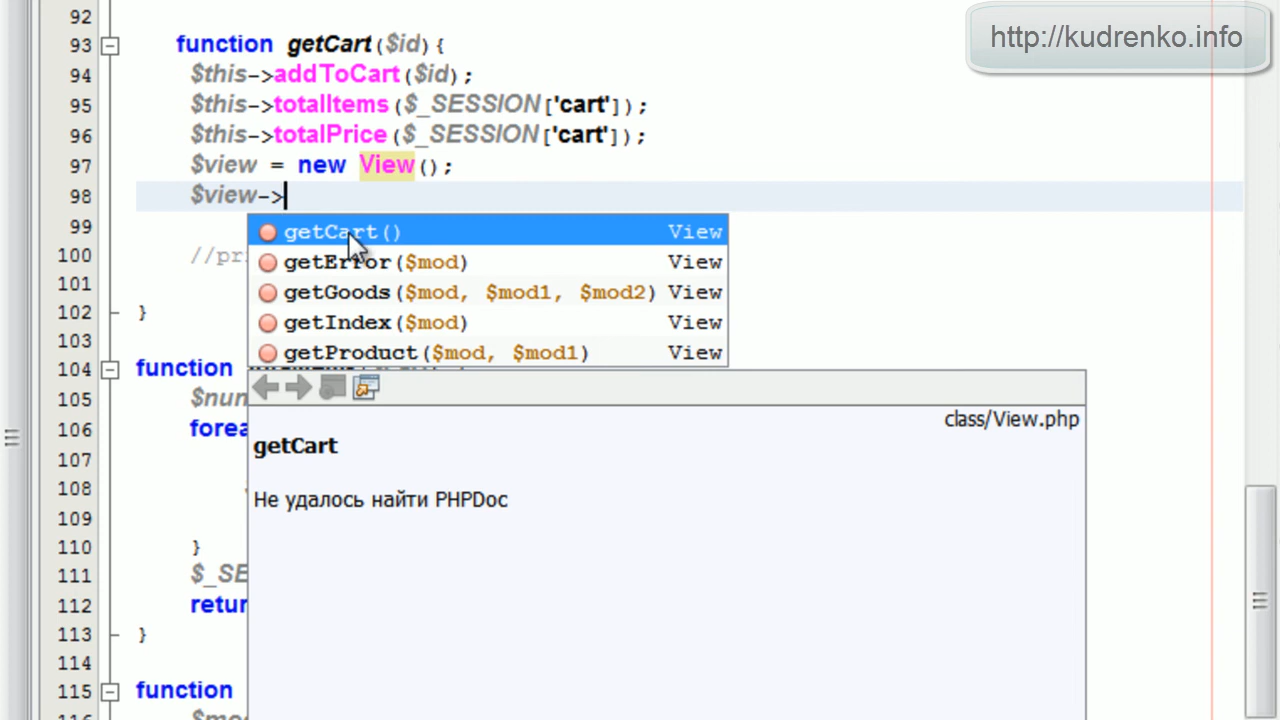 http://kudrenko.info
92
93 function getCart($id){
94 $this->addToCart($id);
95 $this->totalItems($_SESSION['cart']);
96 $this->totalPrice($_SESSION['cart']);
97 $view = new View();
98 $view->
99 getCart() View
getError($mod) View
100 //pri
getGoods($mod, $mod1, $mod2) View
101
102 }
getIndex($mod) View
103
getProduct($mod, $mod1) View
104 function
105 $num
106 forea
class/View.php
getCart
107
Не удалось найти PHPDoc
108
109
110 }
111 $_SE
112 retur
113 }
114
115 function
116